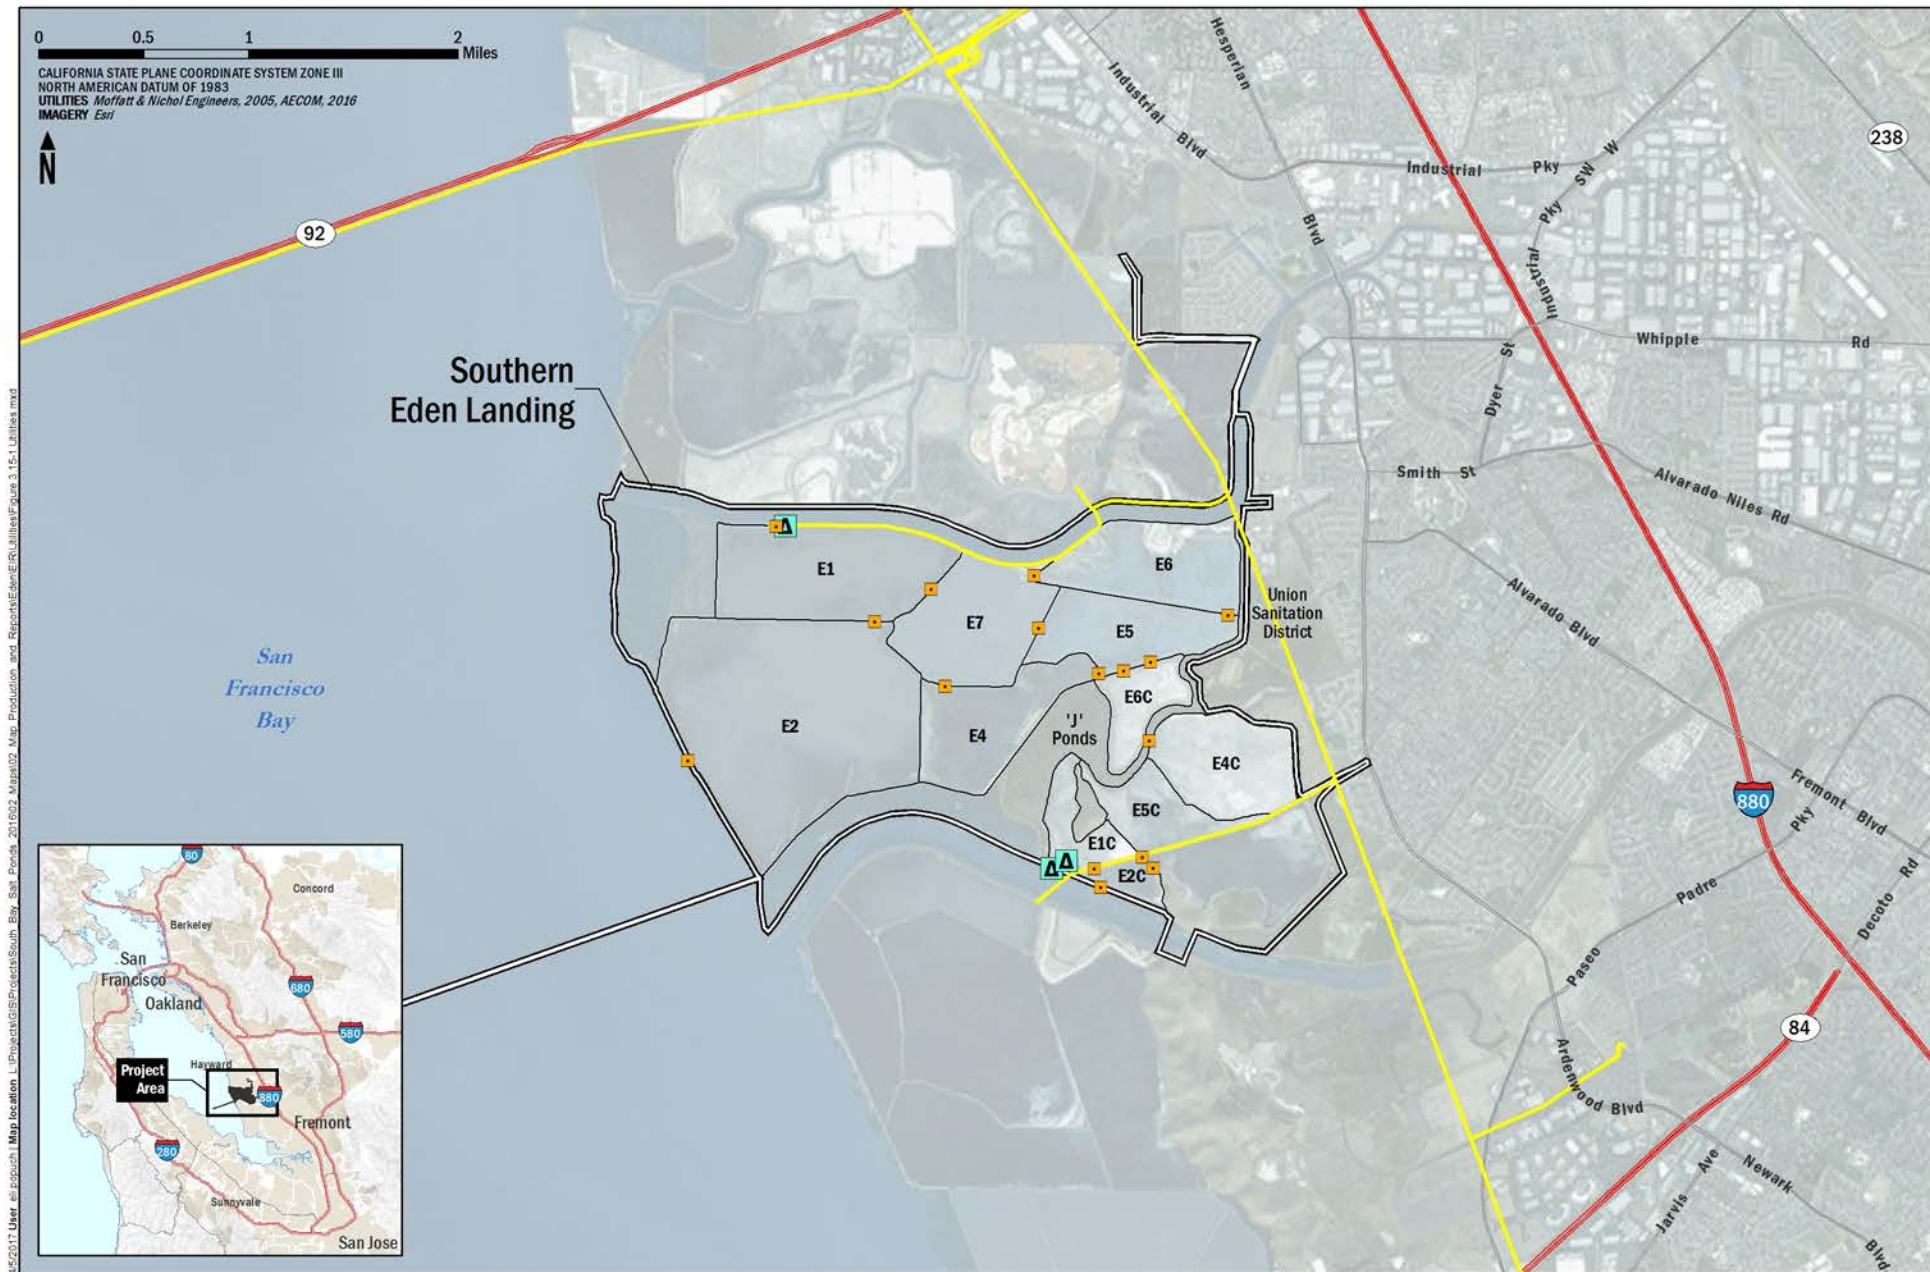 0 0.5 1 2
Miles
CALIFORNIA STATE PLANE COORDINATE SYSTEM ZONE III
NORTH AMERICAN DATUM OF 1983
UTILITIES Moffatt & Nichol Engineers, 2005, AECOM, 2016
IMAGERY Esri
N
92
Hesperian
Blvd
Industrial
Blvd
Industrial Pky
Industrial Pky SW W
238
Whipple Rd
Dyer St
Smith St
Alvarado Niles Rd
Alvarado Blvd
Southern
Eden Landing
E1
E6
E7
E5
Union
Sanitation
District
San
Francisco
Bay
E2
E4
'J'
Ponds
E6C
E4C
E5C
E1C
E2C
880
Fremont Blvd
Paseo Padre Pky
Decoto Rd
84
Ardenwood Blvd
Newark Blvd
Jarvis Ave
80
Concord
Berkeley
San
Francisco
Oakland
680
580
Hayward
Project
Area
880
Fremont
280
Sunnyvale
San Jose